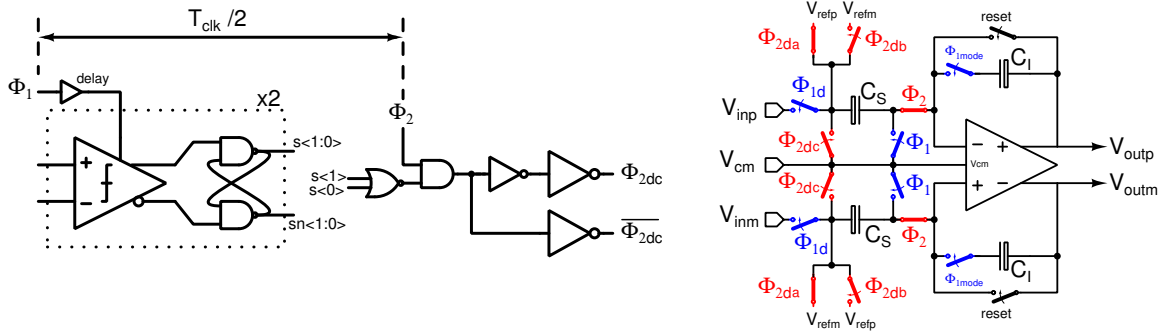 T_clk /2
Φ_1
delay
x2
s<1:0>
sn<1:0>
+
−
Φ_2
s<1>
s<0>
Φ_2dc
Φ_2dc
V_refp V_refm
Φ_2da Φ_2db
reset
Φ_1mode
C_I
Φ_1d
C_S
Φ_2
V_inp
Φ_2dc
Φ_1
−
−
V_outp
V_cm
Vcm
Φ_2dc
Φ_1
+
+
V_outm
V_inm
Φ_1d
C_S
Φ_2
Φ_2da Φ_2db
Φ_1mode
C_I
V_refm V_refp
reset